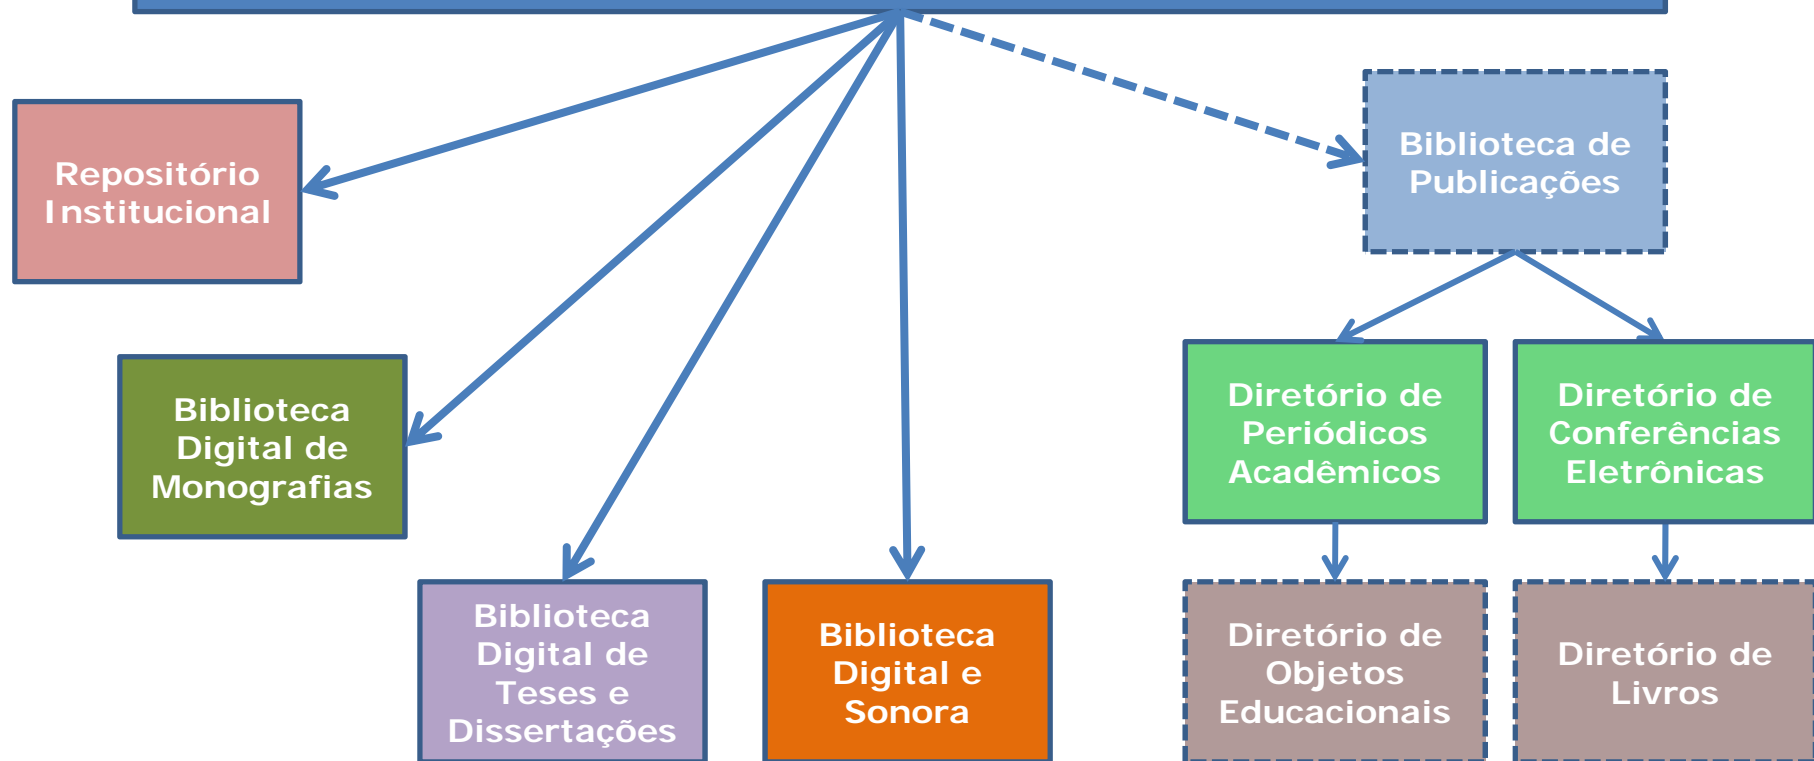 Repositório
Institucional
Biblioteca de
Publicações
Biblioteca
Digital de
Monografias
Diretório de
Periódicos
Acadêmicos
Diretório de
Conferências
Eletrônicas
Biblioteca
Digital de
Teses e
Dissertações
Biblioteca
Digital e
Sonora
Diretório de
Objetos
Educacionais
Diretório de
Livros